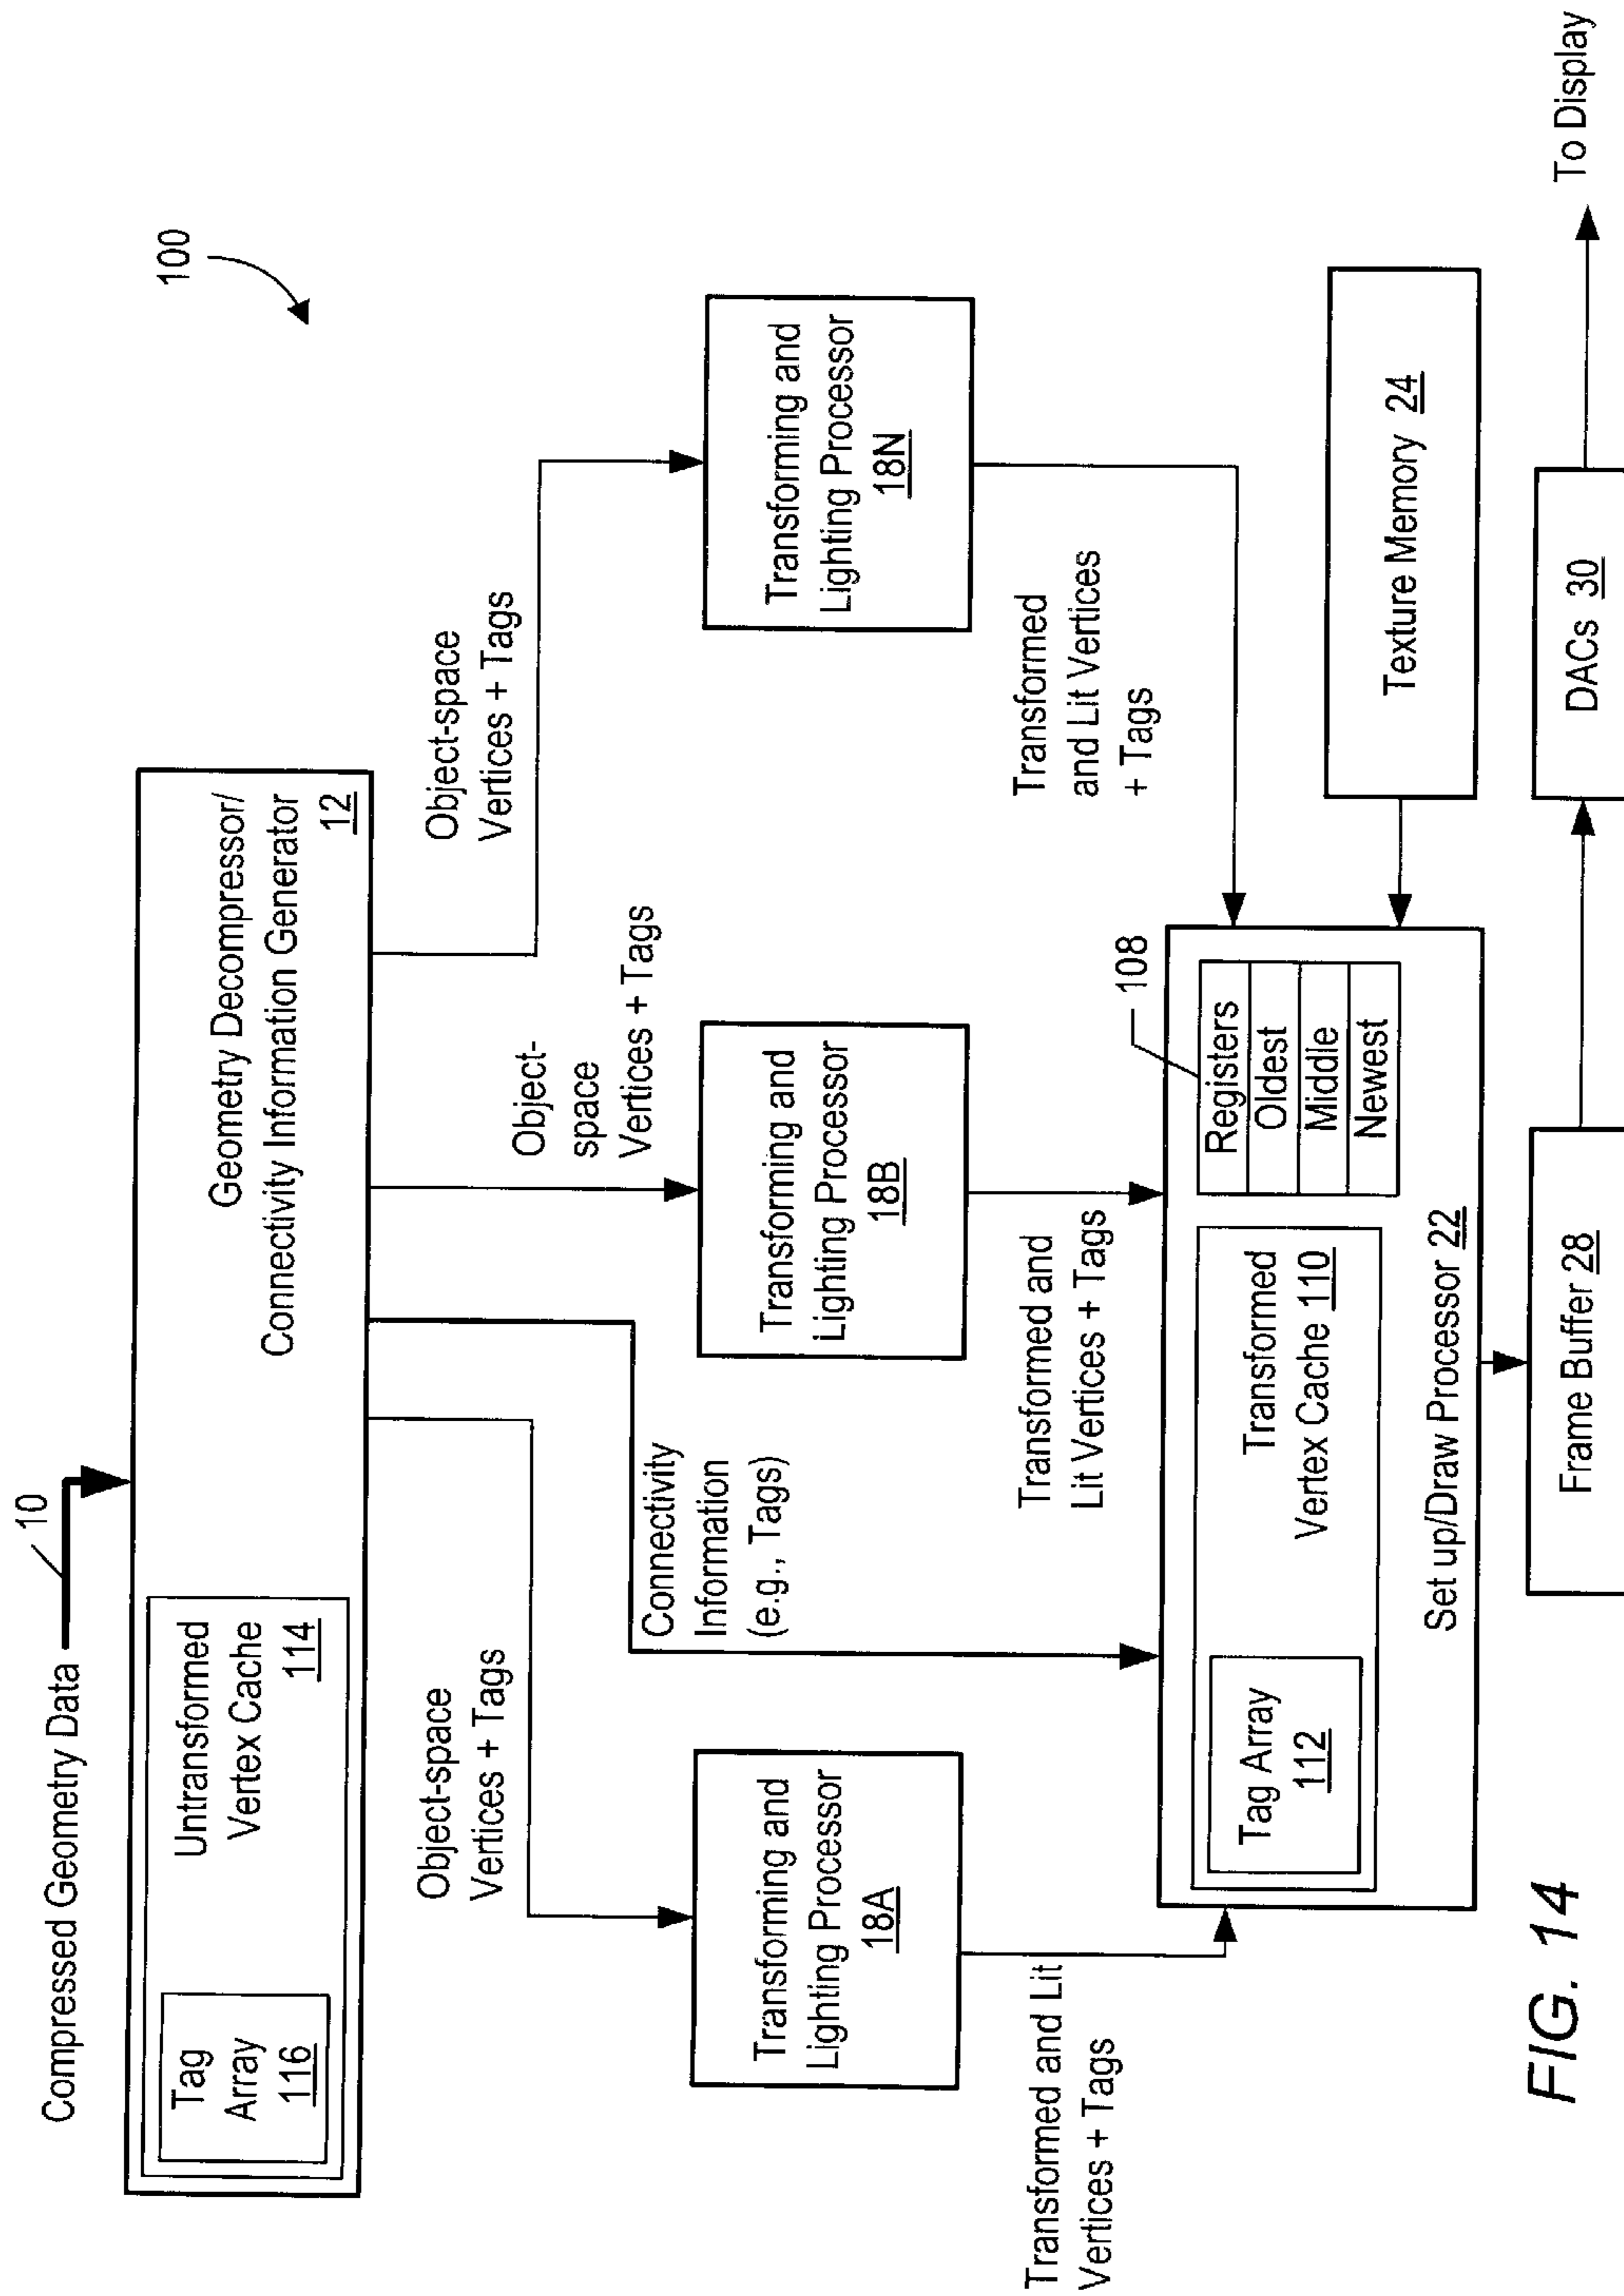 100
Compressed Geometry Data
10
Tag
Array
116
Untransformed
Vertex Cache
114
Geometry Decompressor/
Connectivity Information Generator
12
Object-space
Vertices + Tags
Connectivity
Information
(e.g., Tags)
Object-
space
Vertices + Tags
Object-space
Vertices + Tags
Transforming and
Lighting Processor
18A
Transforming and
Lighting Processor
18B
Transforming and
Lighting Processor
18N
Transformed and Lit
Vertices + Tags
Transformed and
Lit Vertices + Tags
Transformed
and Lit Vertices
+ Tags
108
Tag Array
112
Transformed
Vertex Cache 110
Registers
Oldest
Middle
Newest
Set up/Draw Processor 22
Texture Memory 24
Frame Buffer 28
DACs 30
To Display
FIG. 14